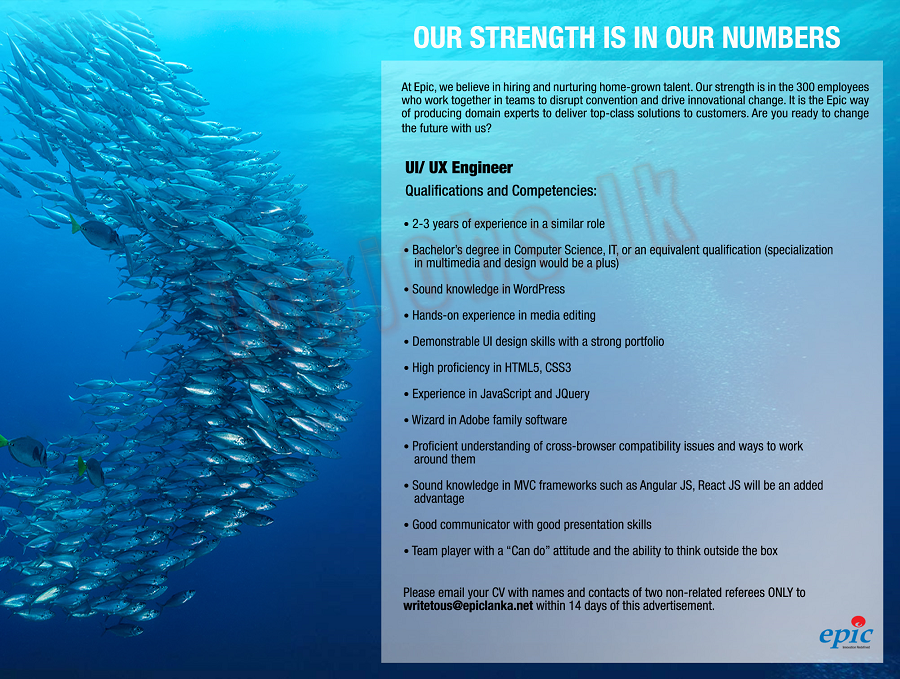 OUR STRENGTH IS IN OUR NUMBERS
At Epic, we believe in hiring and nurturing home-grown talent. Our strength is in the 300 employees
who work together in teams to disrupt convention and drive innovational change. It is the Epic way
of producing domain experts to deliver top-class solutions to customers. Are you ready to change
the future with us?
UI/ UX Engineer
Qualifications and Competencies:
• 2-3 years of experience in a similar role
• Bachelor's degree in Computer Science, IT, or an equivalent qualification (specialization
in multimedia and design would be a plus)
• Sound knowledge in WordPress
• Hands-on experience in media editing
• Demonstrable UI design skills with a strong portfolio
• High proficiency in HTML5, CSS3
• Experience in JavaScript and JQuery
• Wizard in Adobe family software
• Proficient understanding of cross-browser compatibility issues and ways to work
around them
• Sound knowledge in MVC frameworks such as Angular JS, React JS will be an added
advantage
• Good communicator with good presentation skills
• Team player with a “Can do” attitude and the ability to think outside the box
Please email your CV with names and contacts of two non-related referees ONLY to
writetous@epiclanka.net within 14 days of this advertisement.
epic
Innovation Redefined